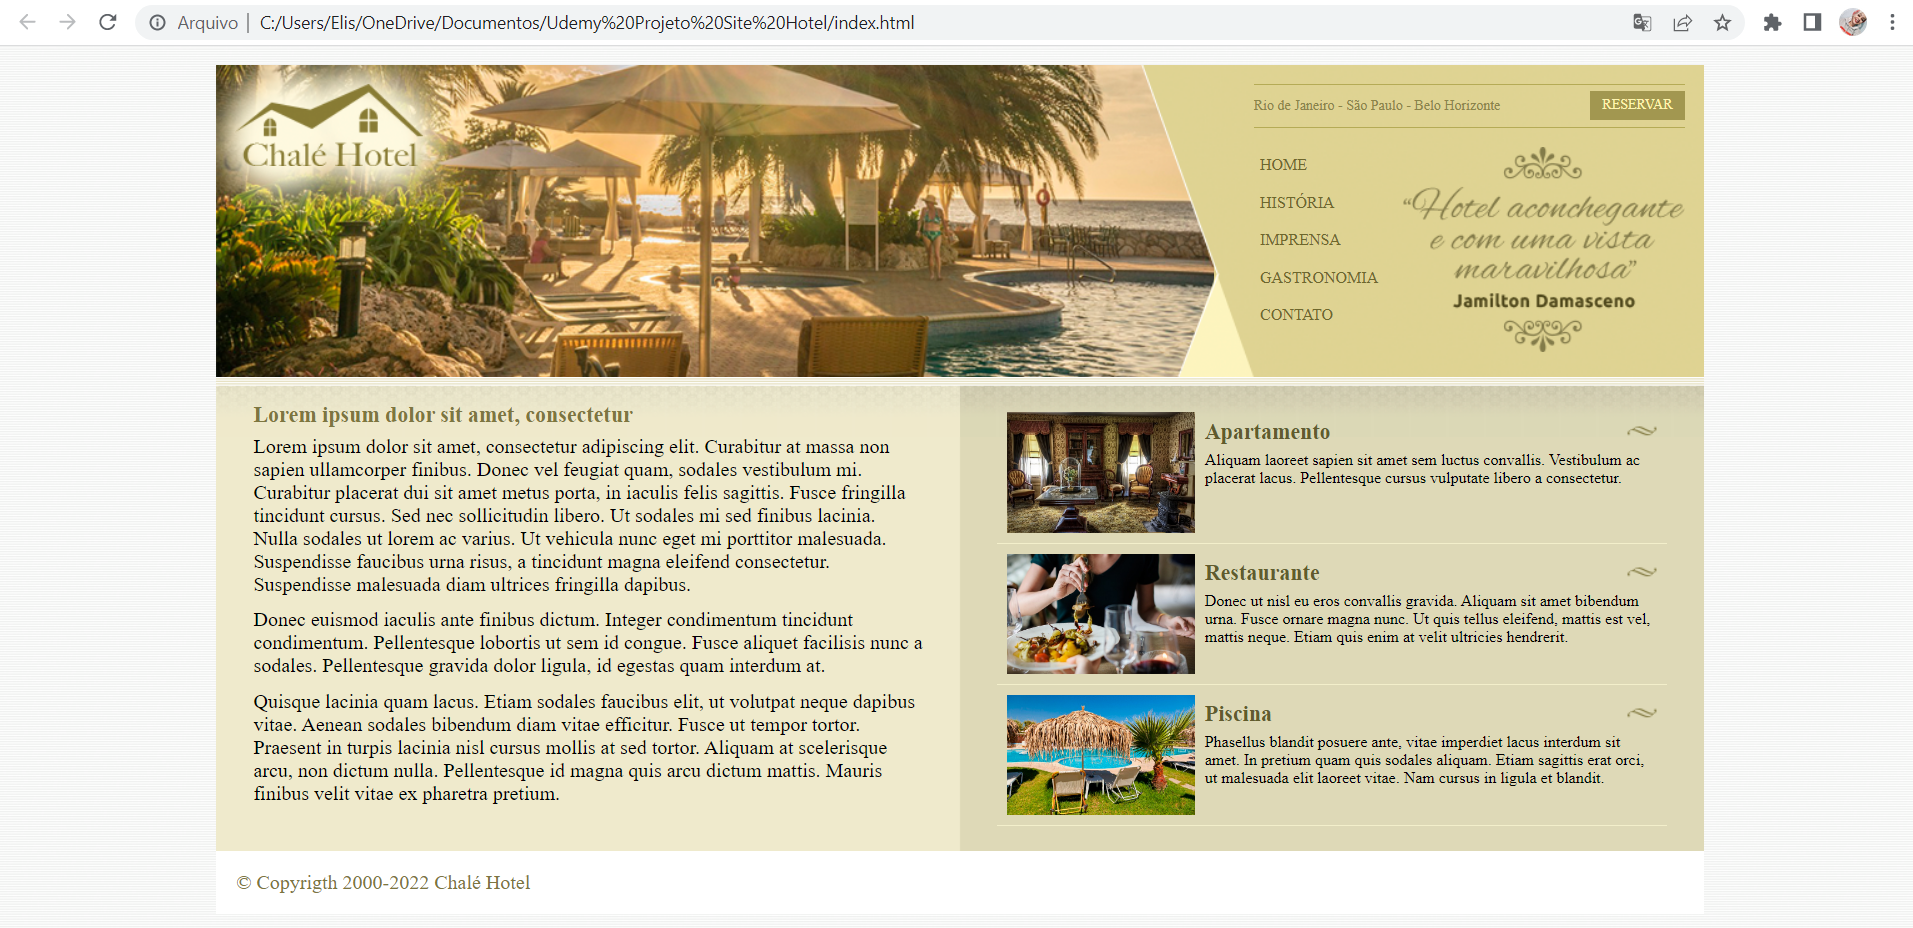 Arquivo | C:/Users/Elis/OneDrive/Documentos/Udemy%20Projeto%20Site%20Hotel/index.html
Chalé Hotel
Rio de Janeiro - São Paulo - Belo Horizonte
RESERVAR
HOME
HISTÓRIA
IMPRENSA
GASTRONOMIA
CONTATO
“Hotel aconchegante
e com uma vista
maravilhosa”
Jamilton Damasceno
Lorem ipsum dolor sit amet, consectetur
Lorem ipsum dolor sit amet, consectetur adipiscing elit. Curabitur at massa non
sapien ullamcorper finibus. Donec vel feugiat quam, sodales vestibulum mi.
Curabitur placerat dui sit amet metus porta, in iaculis felis sagittis. Fusce fringilla
tincidunt cursus. Sed nec sollicitudin libero. Ut sodales mi sed finibus lacinia.
Nulla sodales ut lorem ac varius. Ut vehicula nunc eget mi porttitor malesuada.
Suspendisse faucibus urna risus, a tincidunt magna eleifend consectetur.
Suspendisse malesuada diam ultrices fringilla dapibus.
Donec euismod iaculis ante finibus dictum. Integer condimentum tincidunt
condimentum. Pellentesque lobortis ut sem id congue. Fusce aliquet facilisis nunc a
sodales. Pellentesque gravida dolor ligula, id egestas quam interdum at.
Quisque lacinia quam lacus. Etiam sodales faucibus elit, ut volutpat neque dapibus
vitae. Aenean sodales bibendum diam vitae efficitur. Fusce ut tempor tortor.
Praesent in turpis lacinia nisl cursus mollis at sed tortor. Aliquam at scelerisque
arcu, non dictum nulla. Pellentesque id magna quis arcu dictum mattis. Mauris
finibus velit vitae ex pharetra pretium.
Apartamento
Aliquam laoreet sapien sit amet sem luctus convallis. Vestibulum ac
placerat lacus. Pellentesque cursus vulputate libero a consectetur.
Restaurante
Donec ut nisl eu eros convallis gravida. Aliquam sit amet bibendum
urna. Fusce ornare magna nunc. Ut quis tellus eleifend, mattis est vel,
mattis neque. Etiam quis enim at velit ultricies hendrerit.
Piscina
Phasellus blandit posuere ante, vitae imperdiet lacus interdum sit
amet. In pretium quam quis sodales aliquam. Etiam sagittis erat orci,
ut malesuada elit laoreet vitae. Nam cursus in ligula et blandit.
© Copyrigth 2000-2022 Chalé Hotel